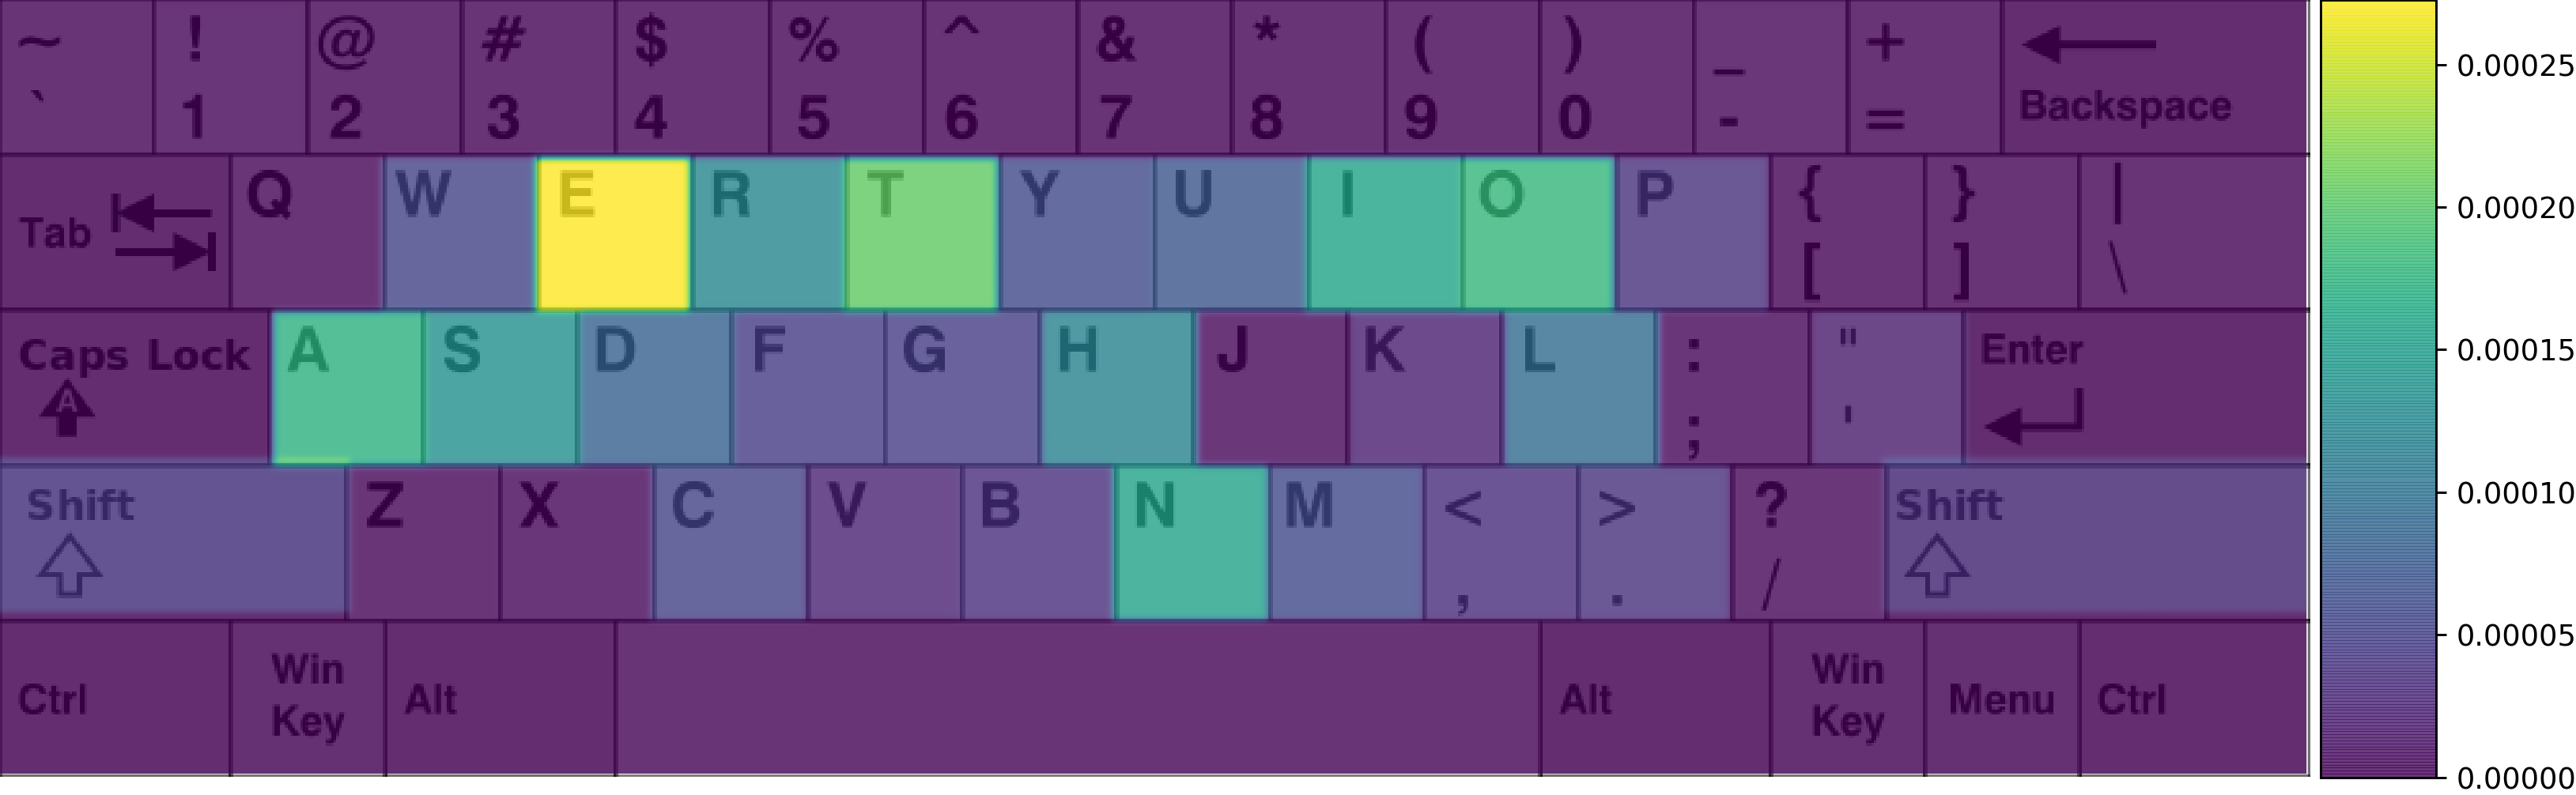 ~ ! @ # $ % ^ & * ( ) _ +
` 1 2 3 4 5 6 7 8 9 0 - = Backspace
Tab Q W E R T Y U I O P { } |
[ ] \
Caps Lock A S D F G H J K L : " Enter
A ; '
Shift Z X C V B N M < > ? Shift
, . /
Ctrl Win Key Alt Alt Win Key Menu Ctrl
0.00025
0.00020
0.00015
0.00010
0.00005
0.00000